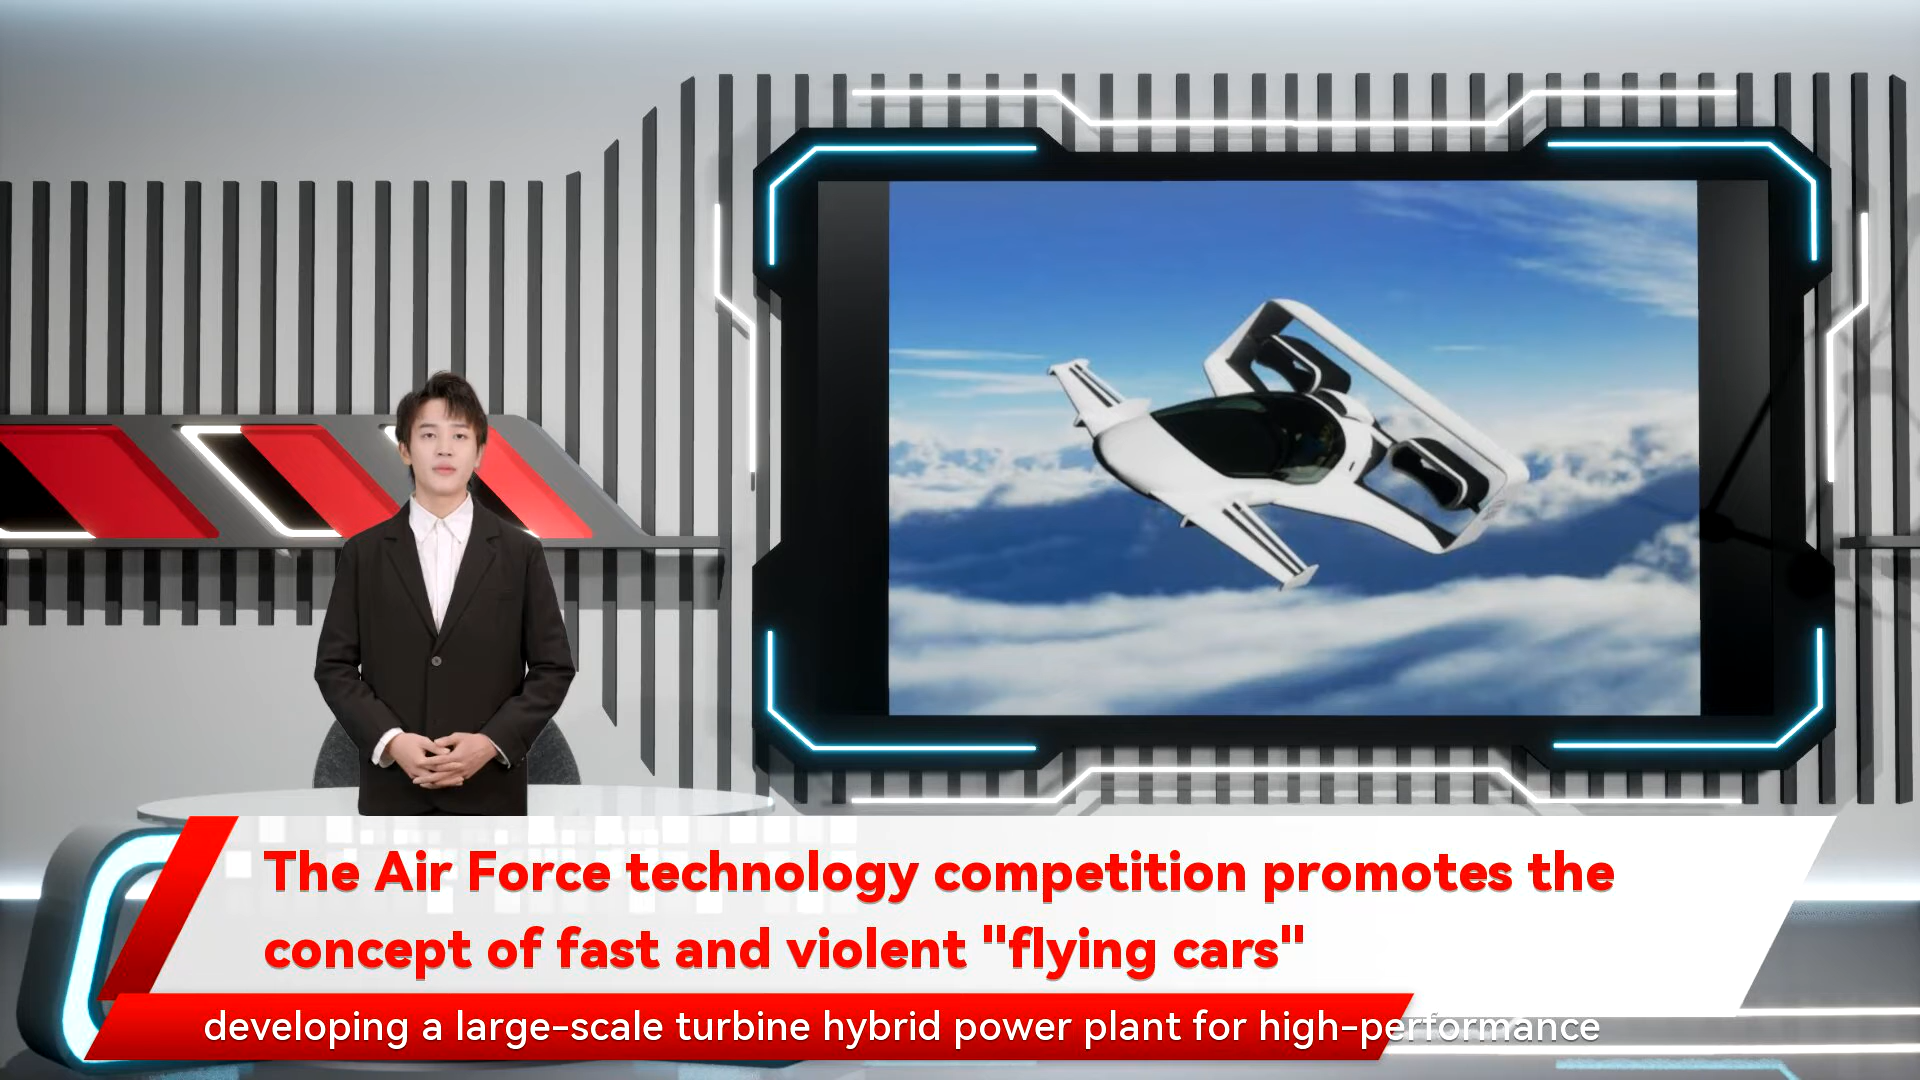 The Air Force technology competition promotes the
concept of fast and violent "flying cars"
developing a large-scale turbine hybrid power plant for high-performance